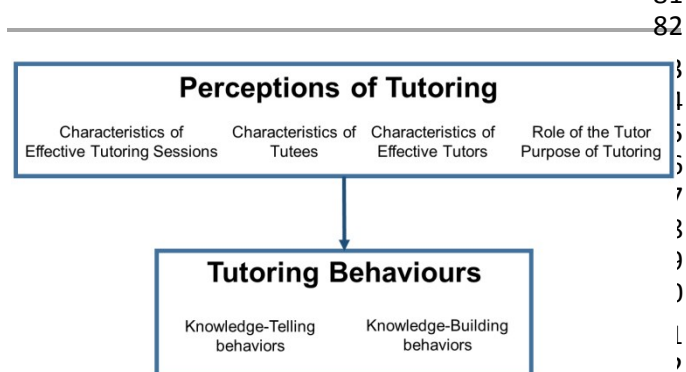 82
Perceptions of Tutoring
Characteristics of
Effective Tutoring Sessions
Characteristics of
Tutees
Characteristics of
Effective Tutors
Role of the Tutor
Purpose of Tutoring
Tutoring Behaviours
Knowledge-Telling
behaviors
Knowledge-Building
behaviors